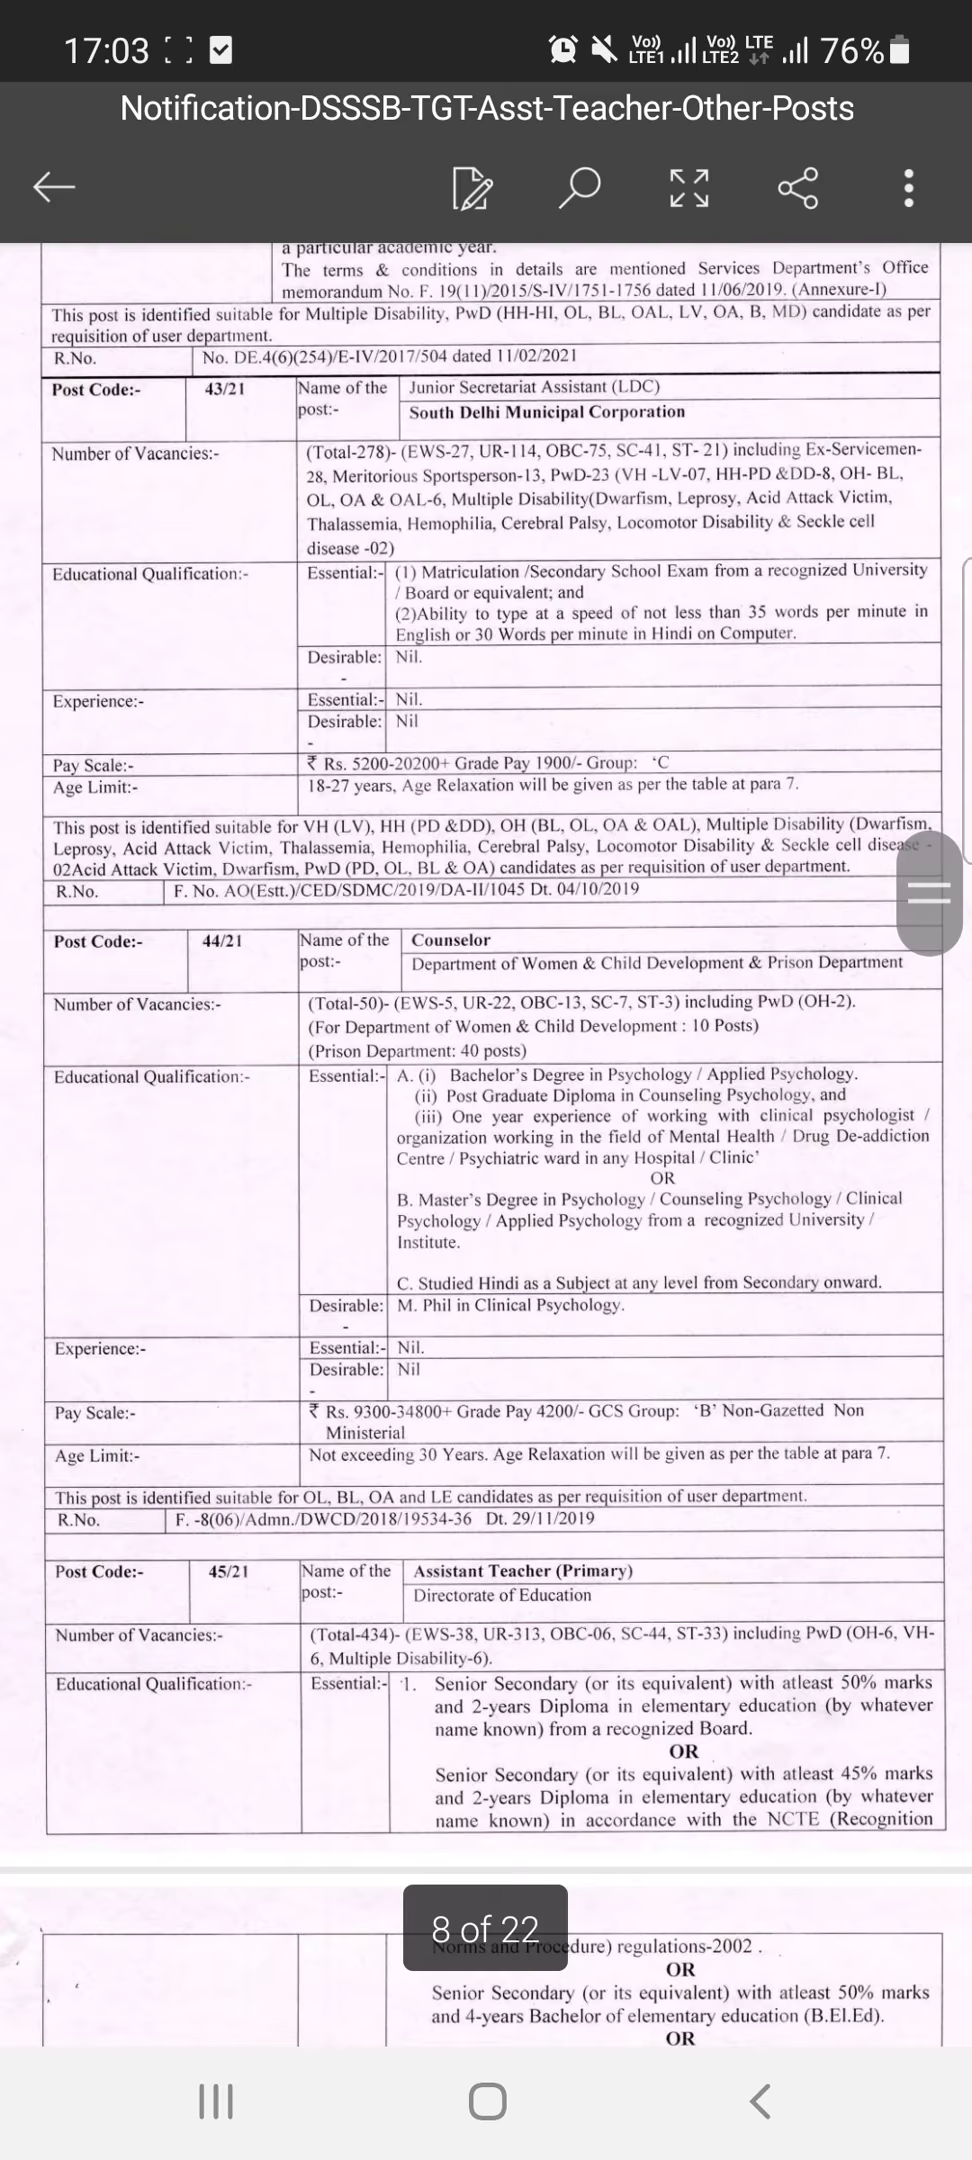 17:03
Vo)) LTE1 Vo)) LTE2 LTE 76%
Notification-DSSSB-TGT-Asst-Teacher-Other-Posts
a particular academic year.
The terms & conditions in details are mentioned Services Department's Office
memorandum No. F. 19(11)/2015/S-IV/1751-1756 dated 11/06/2019. (Annexure-I)
This post is identified suitable for Multiple Disability, PwD (HH-HI, OL, BL, OAL, LV, OA, B, MD) candidate as per
requisition of user department.
R.No. No. DE.4(6)(254)/E-IV/2017/504 dated 11/02/2021
Post Code:- 43/21 Name of the post:- Junior Secretariat Assistant (LDC)
South Delhi Municipal Corporation
Number of Vacancies:- (Total-278)- (EWS-27, UR-114, OBC-75, SC-41, ST- 21) including Ex-Servicemen-
28, Meritorious Sportsperson-13, PwD-23 (VH -LV-07, HH-PD &DD-8, OH- BL,
OL, OA & OAL-6, Multiple Disability(Dwarfism, Leprosy, Acid Attack Victim,
Thalassemia, Hemophilia, Cerebral Palsy, Locomotor Disability & Seckle cell
disease -02)
Educational Qualification:- Essential:- (1) Matriculation /Secondary School Exam from a recognized University
/ Board or equivalent; and
(2)Ability to type at a speed of not less than 35 words per minute in
English or 30 Words per minute in Hindi on Computer.
Desirable: Nil.
-
Experience:- Essential:- Nil.
Desirable: Nil
-
Pay Scale:- ₹ Rs. 5200-20200+ Grade Pay 1900/- Group: 'C
Age Limit:- 18-27 years, Age Relaxation will be given as per the table at para 7.
This post is identified suitable for VH (LV), HH (PD &DD), OH (BL, OL, OA & OAL), Multiple Disability (Dwarfism,
Leprosy, Acid Attack Victim, Thalassemia, Hemophilia, Cerebral Palsy, Locomotor Disability & Seckle cell disease -
02Acid Attack Victim, Dwarfism, PwD (PD, OL, BL & OA) candidates as per requisition of user department.
R.No. F. No. AO(Estt.)/CED/SDMC/2019/DA-II/1045 Dt. 04/10/2019
Post Code:- 44/21 Name of the post:- Counselor
Department of Women & Child Development & Prison Department
Number of Vacancies:- (Total-50)- (EWS-5, UR-22, OBC-13, SC-7, ST-3) including PwD (OH-2).
(For Department of Women & Child Development : 10 Posts)
(Prison Department: 40 posts)
Educational Qualification:- Essential:- A. (i) Bachelor's Degree in Psychology / Applied Psychology.
(ii) Post Graduate Diploma in Counseling Psychology, and
(iii) One year experience of working with clinical psychologist /
organization working in the field of Mental Health / Drug De-addiction
Centre / Psychiatric ward in any Hospital / Clinic'
OR
B. Master's Degree in Psychology / Counseling Psychology / Clinical
Psychology / Applied Psychology from a recognized University /
Institute.
C. Studied Hindi as a Subject at any level from Secondary onward.
Desirable: M. Phil in Clinical Psychology.
-
Experience:- Essential:- Nil.
Desirable: Nil
-
Pay Scale:- ₹ Rs. 9300-34800+ Grade Pay 4200/- GCS Group: 'B' Non-Gazetted Non
Ministerial
Age Limit:- Not exceeding 30 Years. Age Relaxation will be given as per the table at para 7.
This post is identified suitable for OL, BL, OA and LE candidates as per requisition of user department.
R.No. F. -8(06)/Admn./DWCD/2018/19534-36 Dt. 29/11/2019
Post Code:- 45/21 Name of the post:- Assistant Teacher (Primary)
Directorate of Education
Number of Vacancies:- (Total-434)- (EWS-38, UR-313, OBC-06, SC-44, ST-33) including PwD (OH-6, VH-
6, Multiple Disability-6).
Educational Qualification:- Essential:- 1. Senior Secondary (or its equivalent) with atleast 50% marks
and 2-years Diploma in elementary education (by whatever
name known) from a recognized Board.
OR
Senior Secondary (or its equivalent) with atleast 45% marks
and 2-years Diploma in elementary education (by whatever
name known) in accordance with the NCTE (Recognition
8 of 22
Norms and Procedure) regulations-2002 .
OR
Senior Secondary (or its equivalent) with atleast 50% marks
and 4-years Bachelor of elementary education (B.El.Ed).
OR